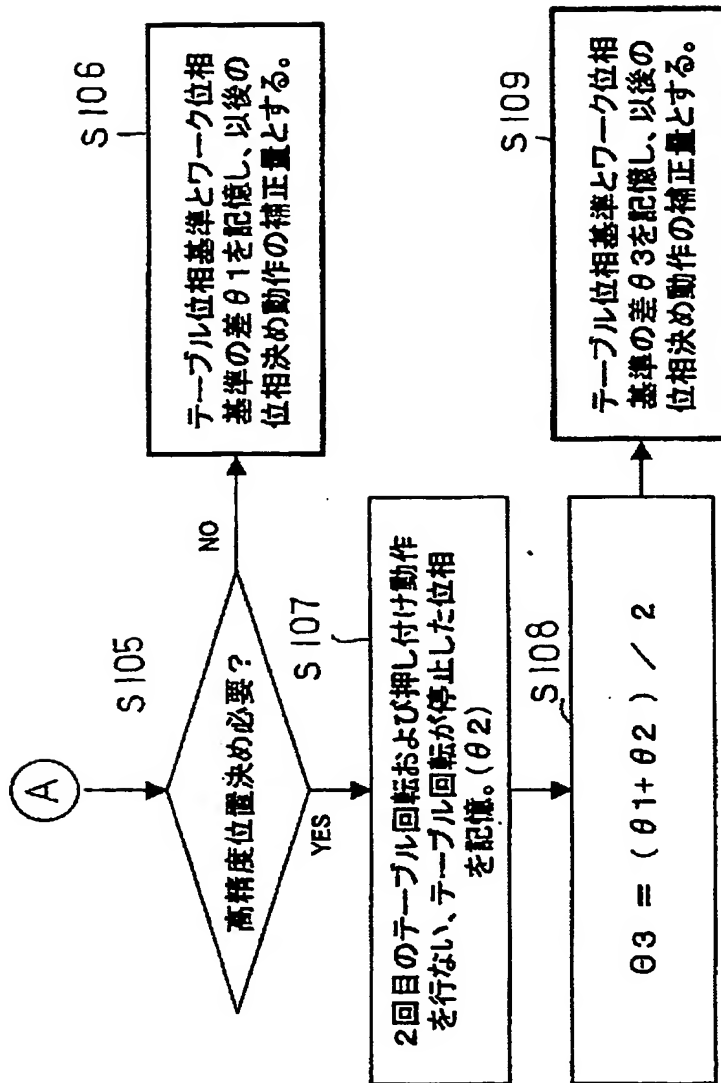 A
S105
高精度位置決め必要？
NO
S106
テーブル位相基準とワーク位相
基準の差θ1を記憶し、以後の
位相決め動作の補正量とする。
YES
S107
2回目のテーブル回転および押し付け動作
を行ない、テーブル回転が停止した位相
を記憶。(θ2)
S108
θ3 = (θ1+θ2) / 2
S109
テーブル位相基準とワーク位相
基準の差θ3を記憶し、以後の
位相決め動作の補正量とする。